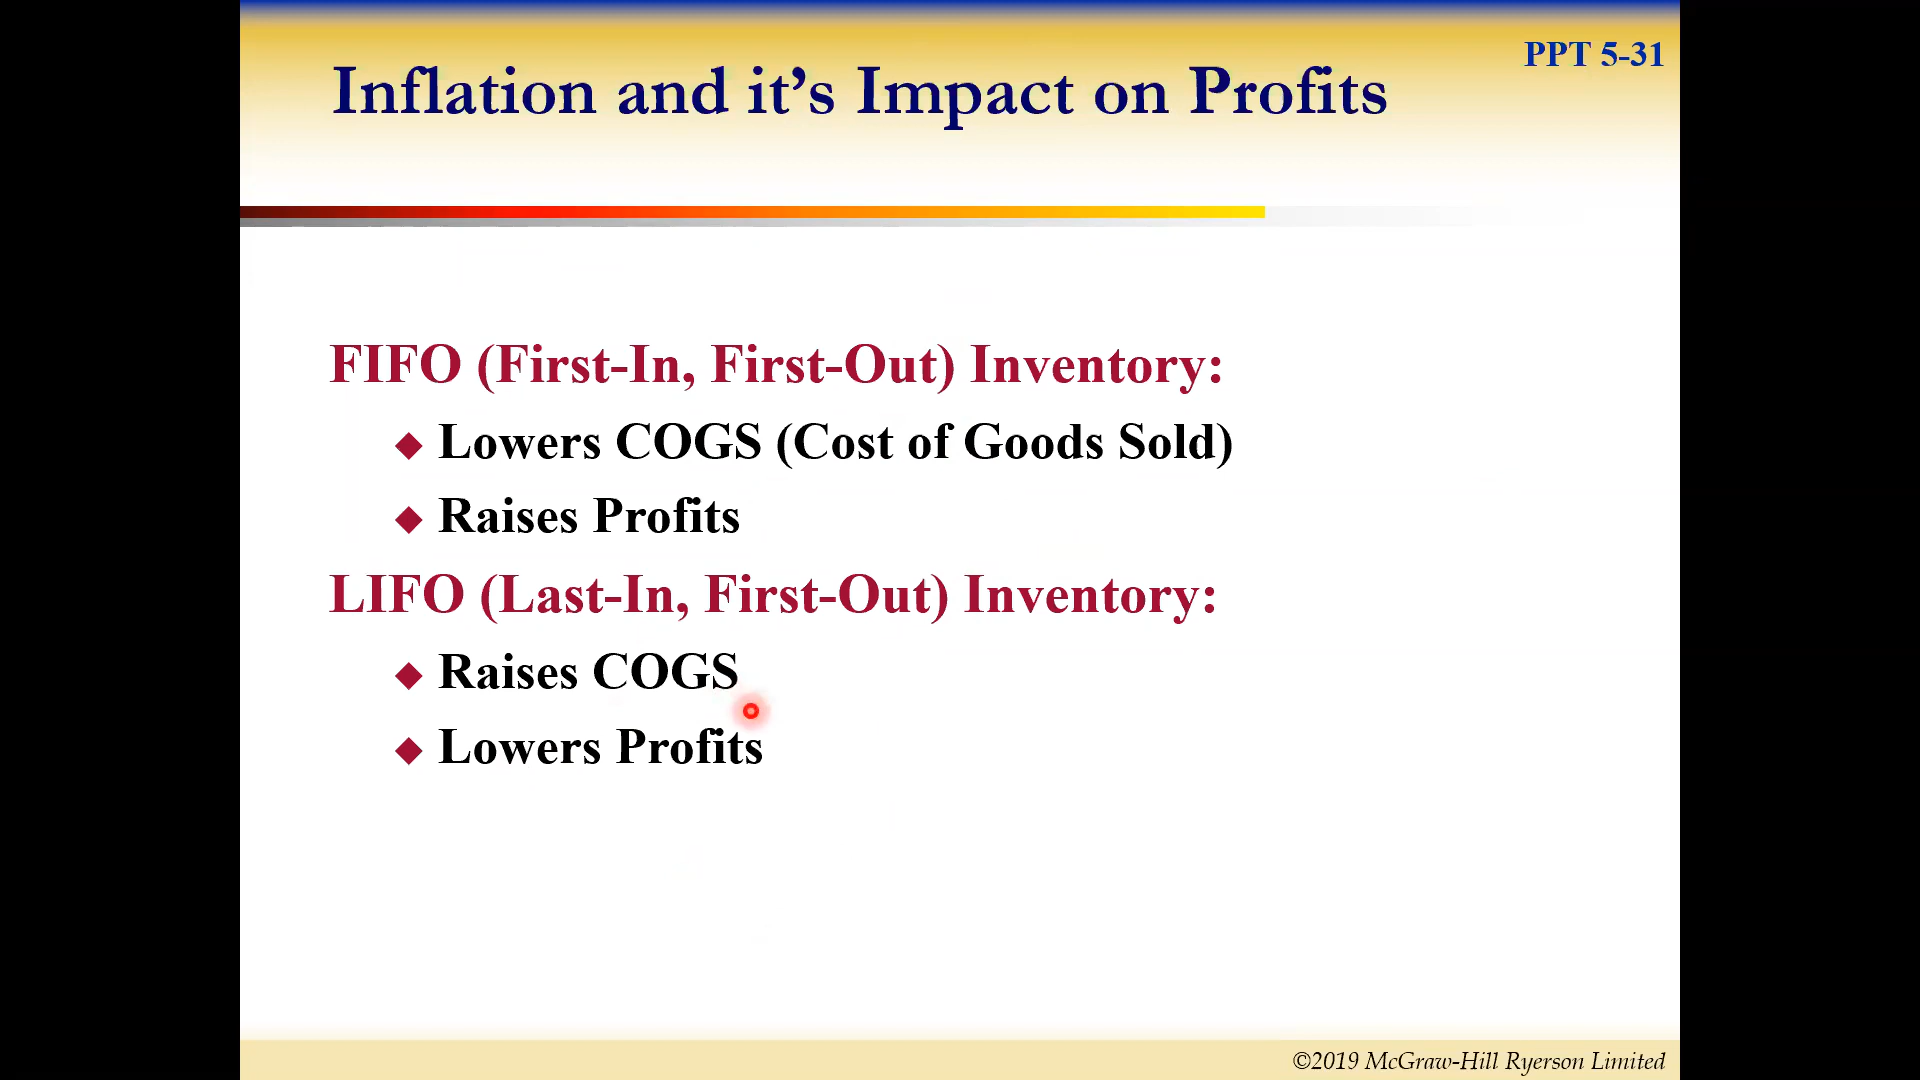 PPT 5-31
Inflation and it’s Impact on Profits
FIFO (First-In, First-Out) Inventory:
Lowers COGS (Cost of Goods Sold)
Raises Profits
LIFO (Last-In, First-Out) Inventory:
Raises COGS
Lowers Profits
©2019 McGraw-Hill Ryerson Limited